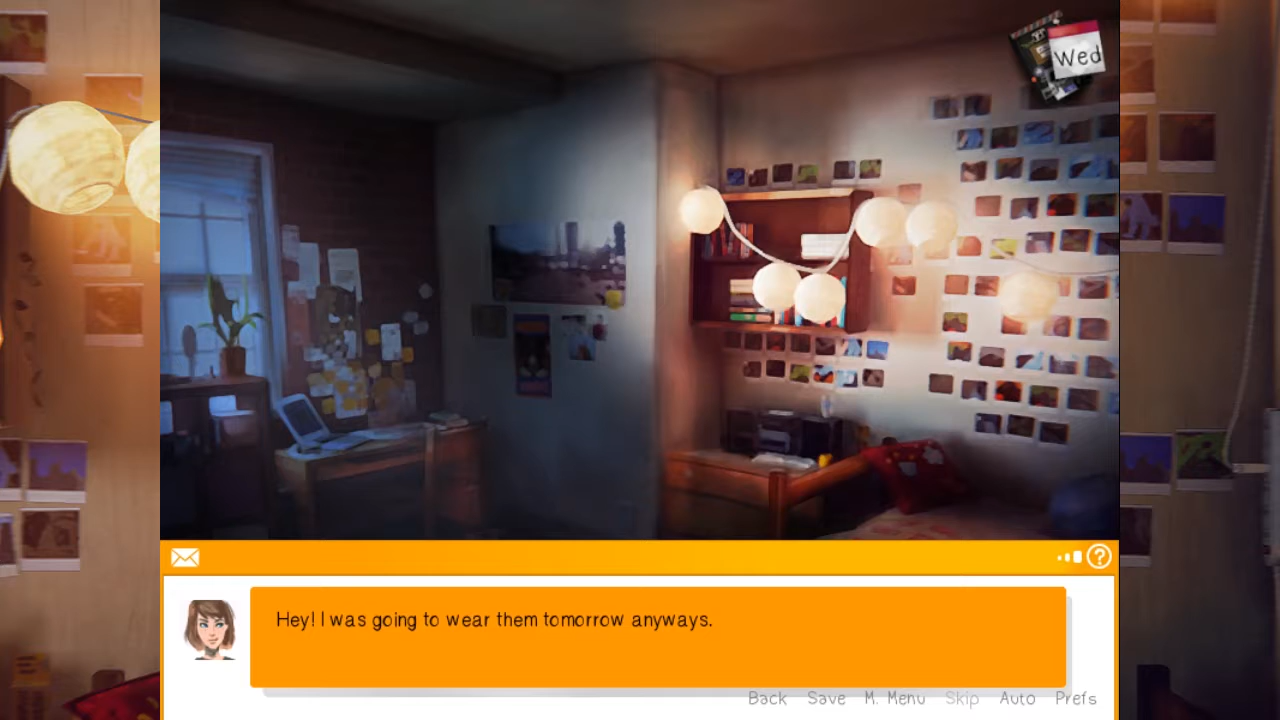 Wed
?
Hey! I was going to wear them tomorrow anyways.
Back Save M. Menu Skip Auto Prefs